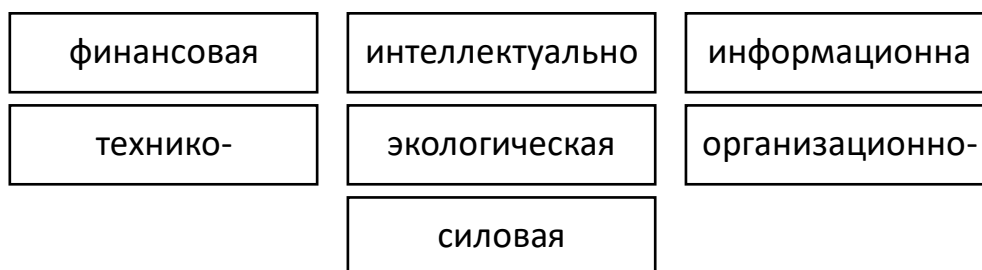 финансовая
интеллектуально
информационна
технико-
экологическая
организационно-
силовая